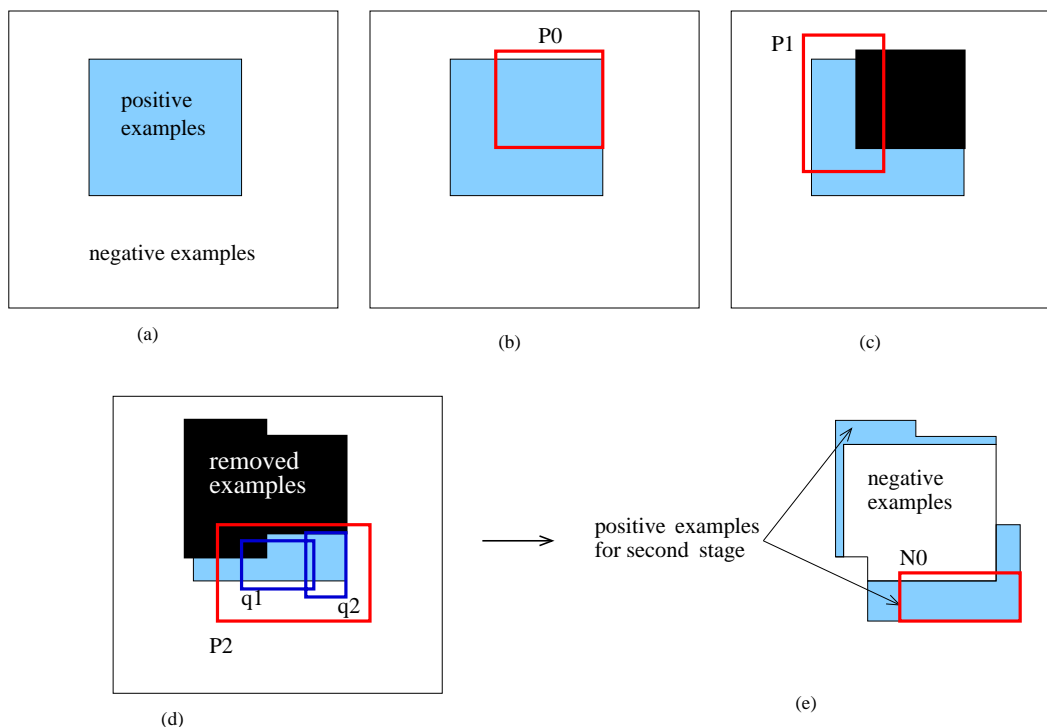 positive
examples
negative examples
(a)
P0
(b)
P1
(c)
removed
examples
q1
q2
P2
(d)
positive examples
for second stage
negative
examples
N0
(e)